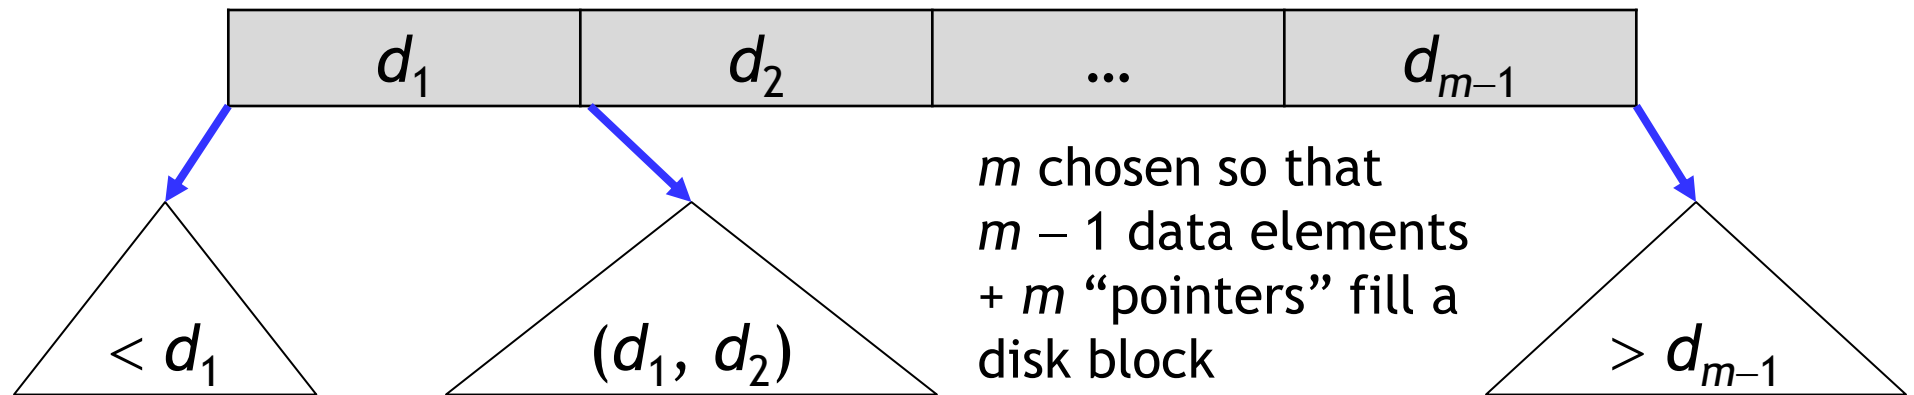 d₁ d₂ ... dₘ₋₁
m chosen so that
m – 1 data elements
+ m “pointers” fill a
disk block
< d₁ (d₁, d₂) > dₘ₋₁